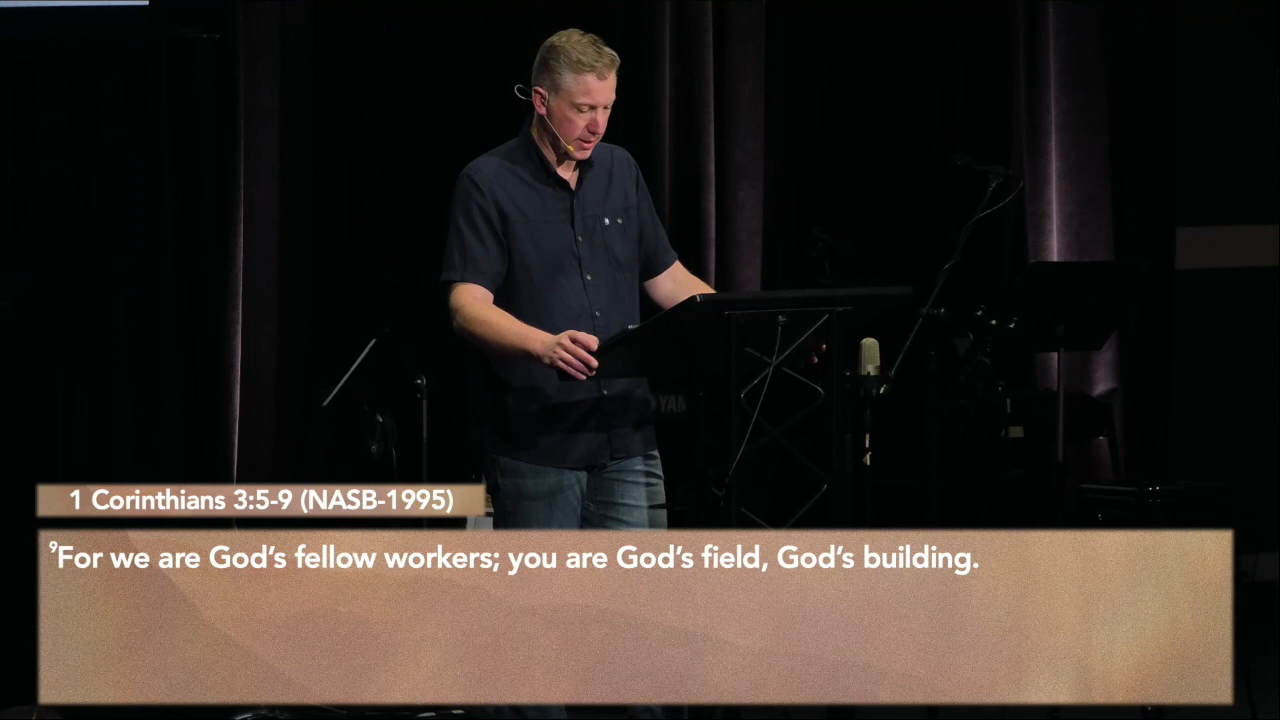 YAM
1 Corinthians 3:5-9 (NASB-1995)
⁹For we are God’s fellow workers; you are God’s field, God’s building.